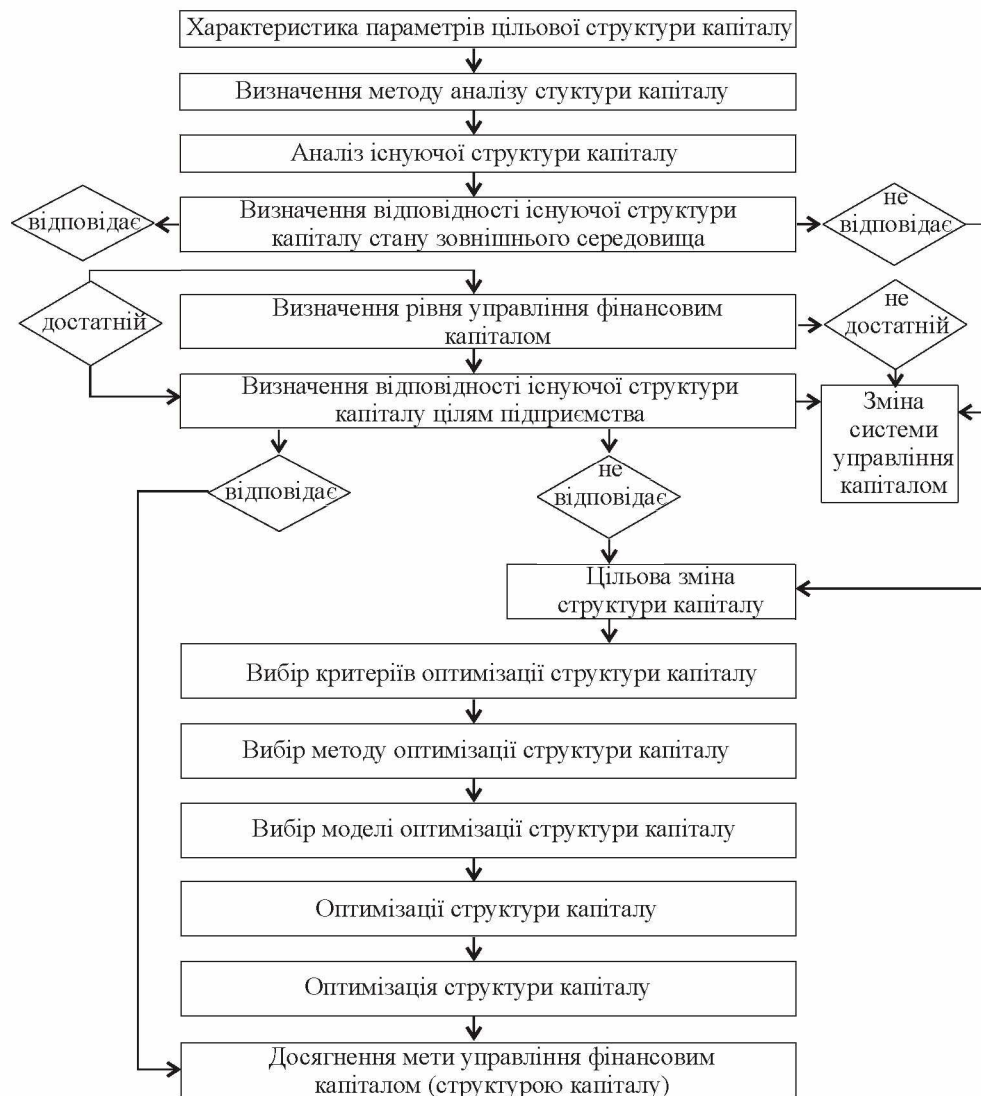 Характеристика параметрів цільової структури капіталу
Визначення методу аналізу стуктури капіталу
Аналіз існуючої структури капіталу
відповідає
Визначення відповідності існуючої структури
капіталу стану зовнішнього середовища
не
відповідає
достатній
Визначення рівня управління фінансовим
капіталом
не
достатній
Визначення відповідності існуючої структури
капіталу цілям підприємства
Зміна
системи
управління
капіталом
відповідає
не
відповідає
Цільова зміна
структури капіталу
Вибір критеріїв оптимізації структури капіталу
Вибір методу оптимізації структури капіталу
Вибір моделі оптимізації структури капіталу
Оптимізації структури капіталу
Оптимізація структури капіталу
Досягнення мети управління фінансовим
капіталом (структурою капіталу)